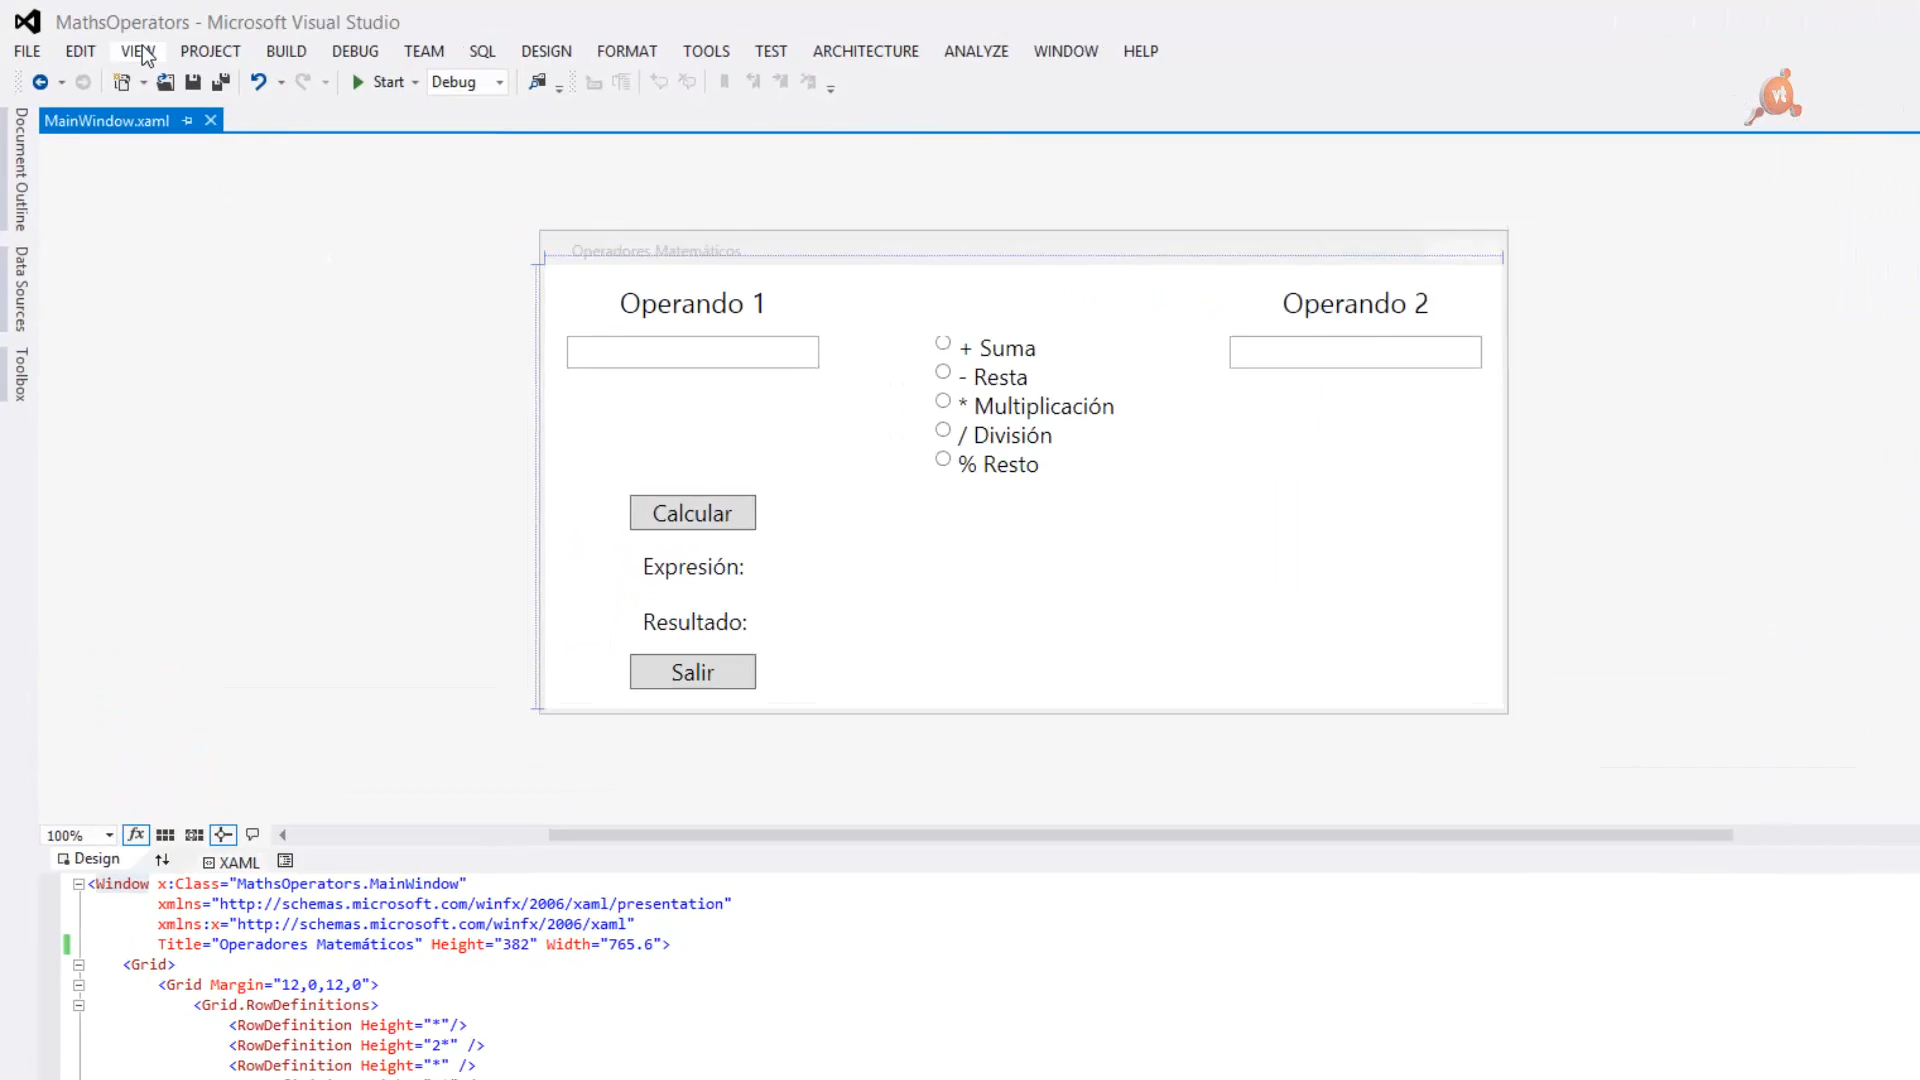 MathsOperators - Microsoft Visual Studio
FILE EDIT VIEW PROJECT BUILD DEBUG TEAM SQL DESIGN FORMAT TOOLS TEST ARCHITECTURE ANALYZE WINDOW HELP
Start Debug
vt
MainWindow.xaml
Document Outline
Data Sources
Toolbox
Operadores Matemáticos
Operando 1 Operando 2
+ Suma
- Resta
* Multiplicación
/ División
% Resto
Calcular
Expresión:
Resultado:
Salir
100% fx
Design XAML
<Window x:Class="MathsOperators.MainWindow"
xmlns="http://schemas.microsoft.com/winfx/2006/xaml/presentation"
xmlns:x="http://schemas.microsoft.com/winfx/2006/xaml"
Title="Operadores Matemáticos" Height="382" Width="765.6">
<Grid>
<Grid Margin="12,0,12,0">
<Grid.RowDefinitions>
<RowDefinition Height="*"/>
<RowDefinition Height="2*" />
<RowDefinition Height="*" />